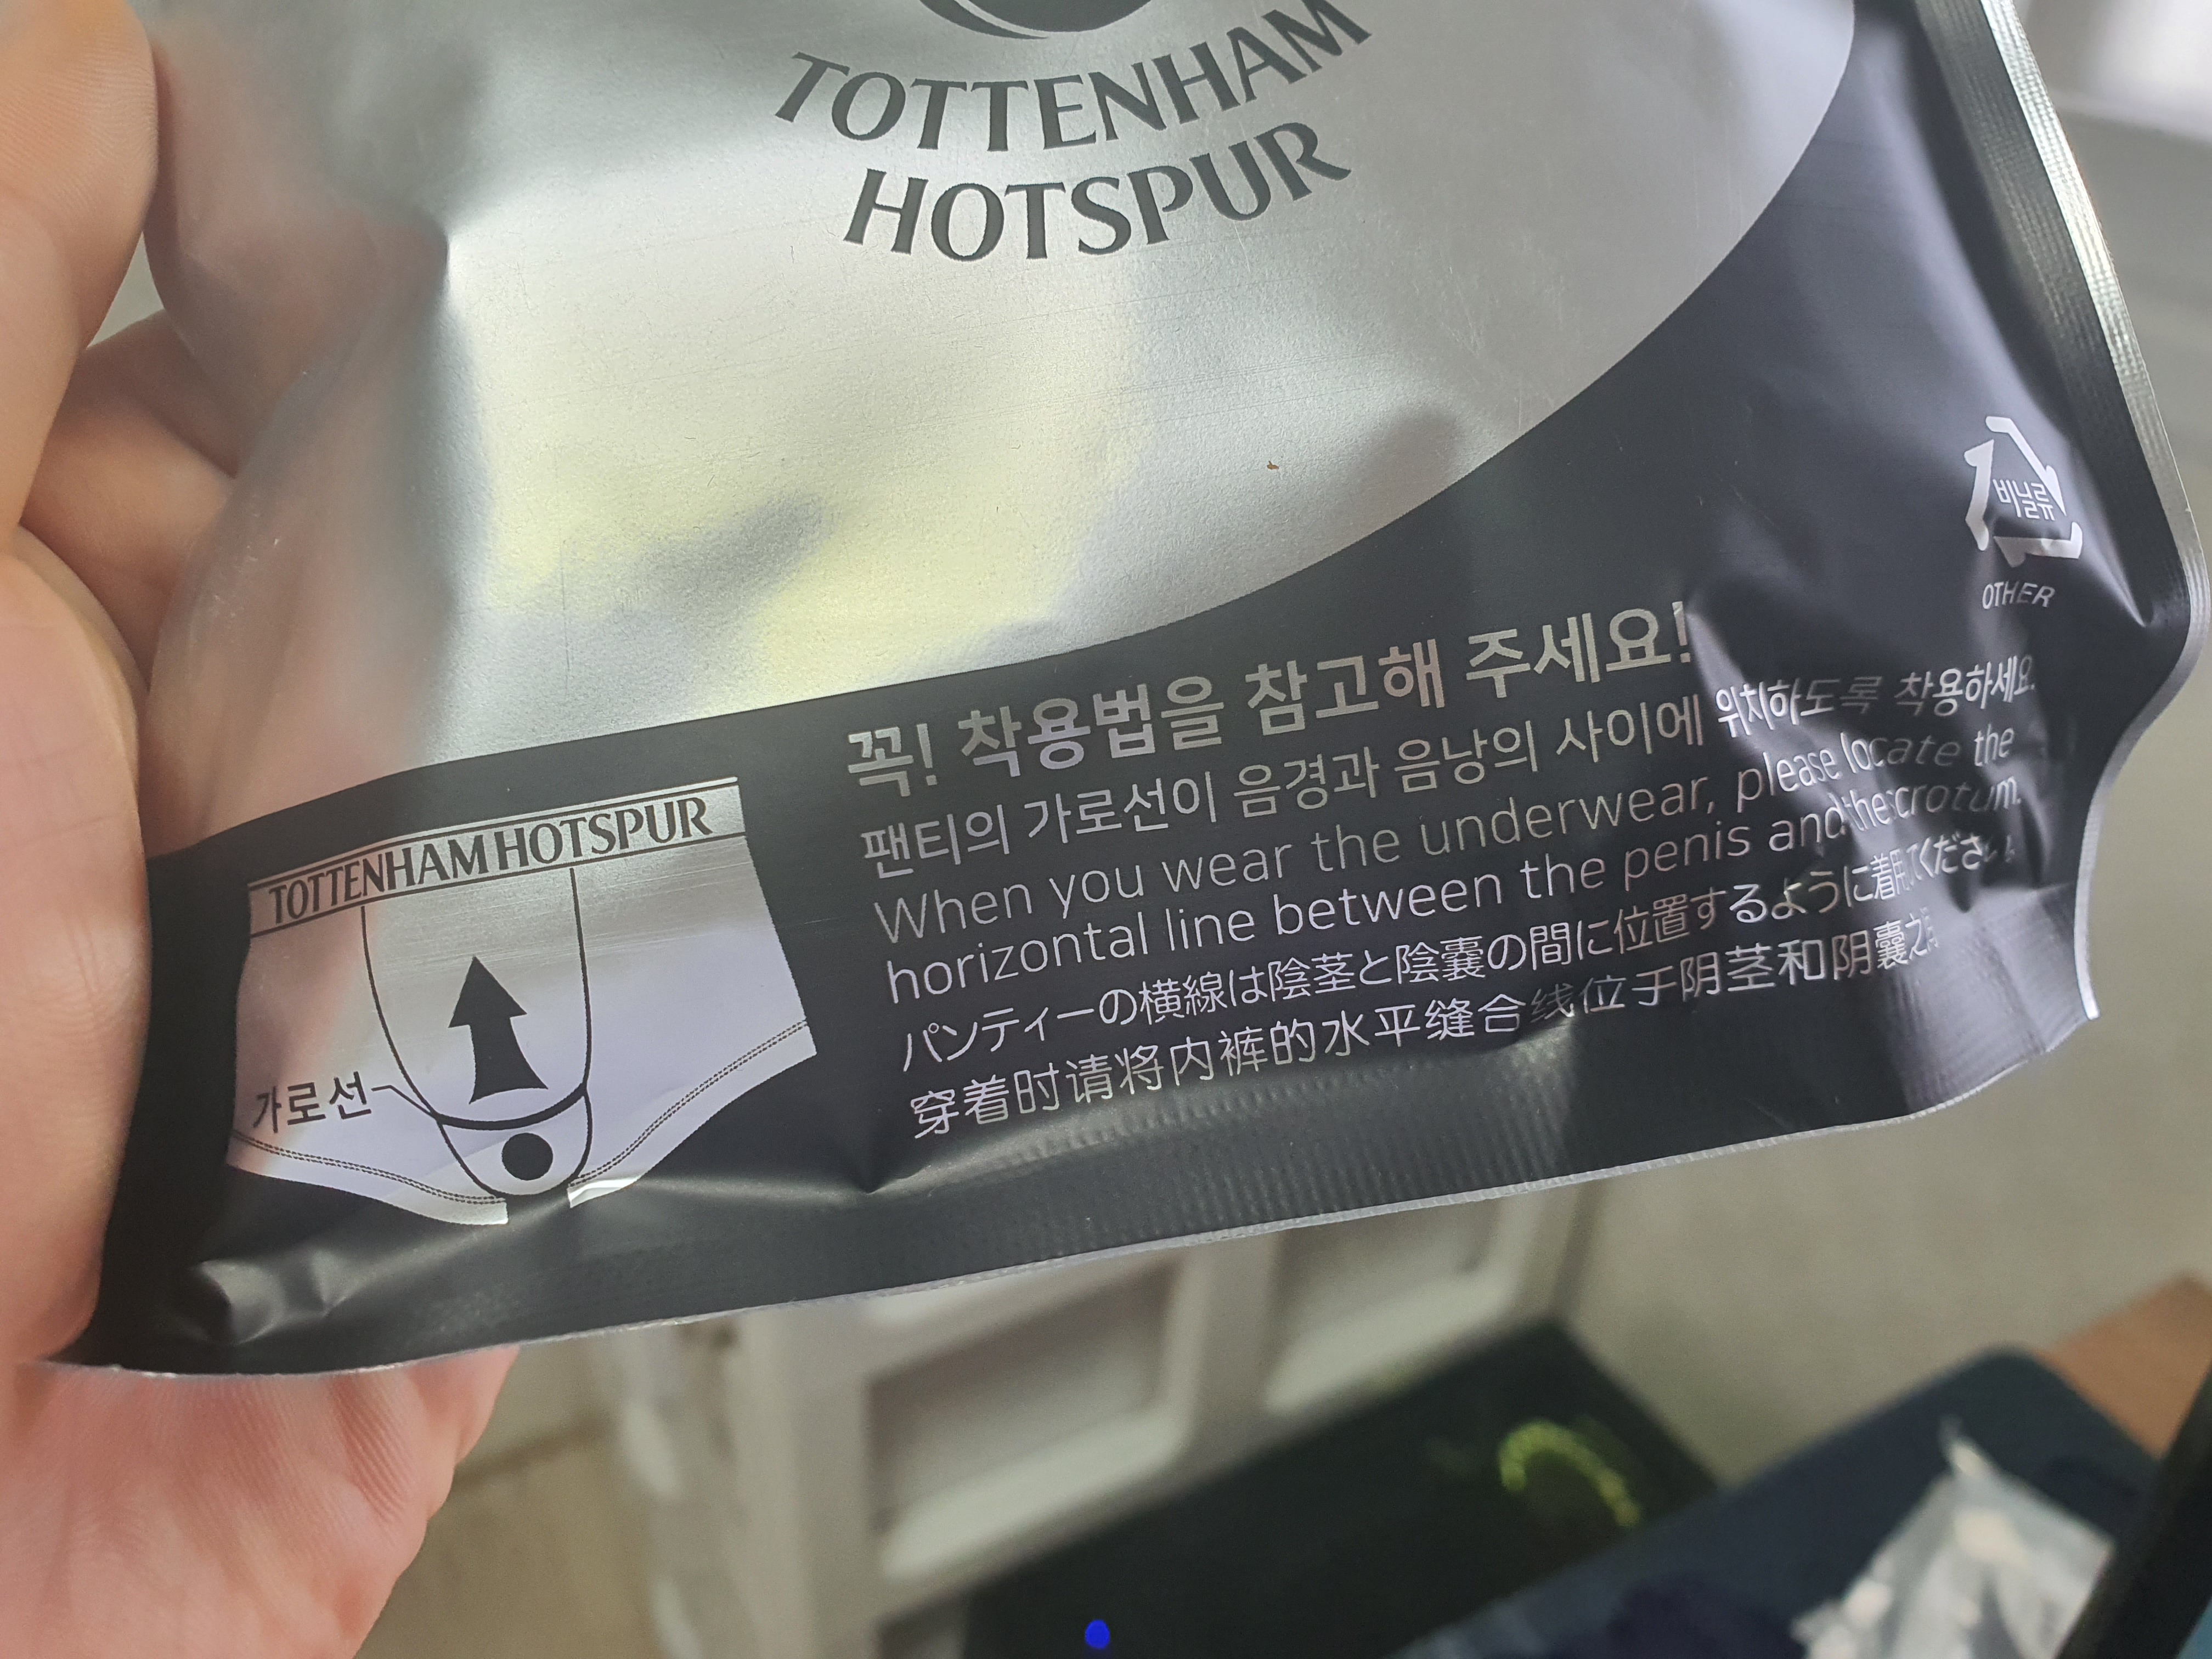 TOTTENHAM
HOTSPUR
비닐류
OTHER
꼭! 착용법을 참고해 주세요!
팬티의 가로선이 음경과 음낭의 사이에 위치하도록 착용하세요.
When you wear the underwear, please locate the
horizontal line between the penis and the crotum.
パンティーの横線は陰茎と陰嚢の間に位置するように着用てください
穿着时请将内裤的水平缝合线位于阴茎和阴囊之
TOTTENHAM HOTSPUR
가로선